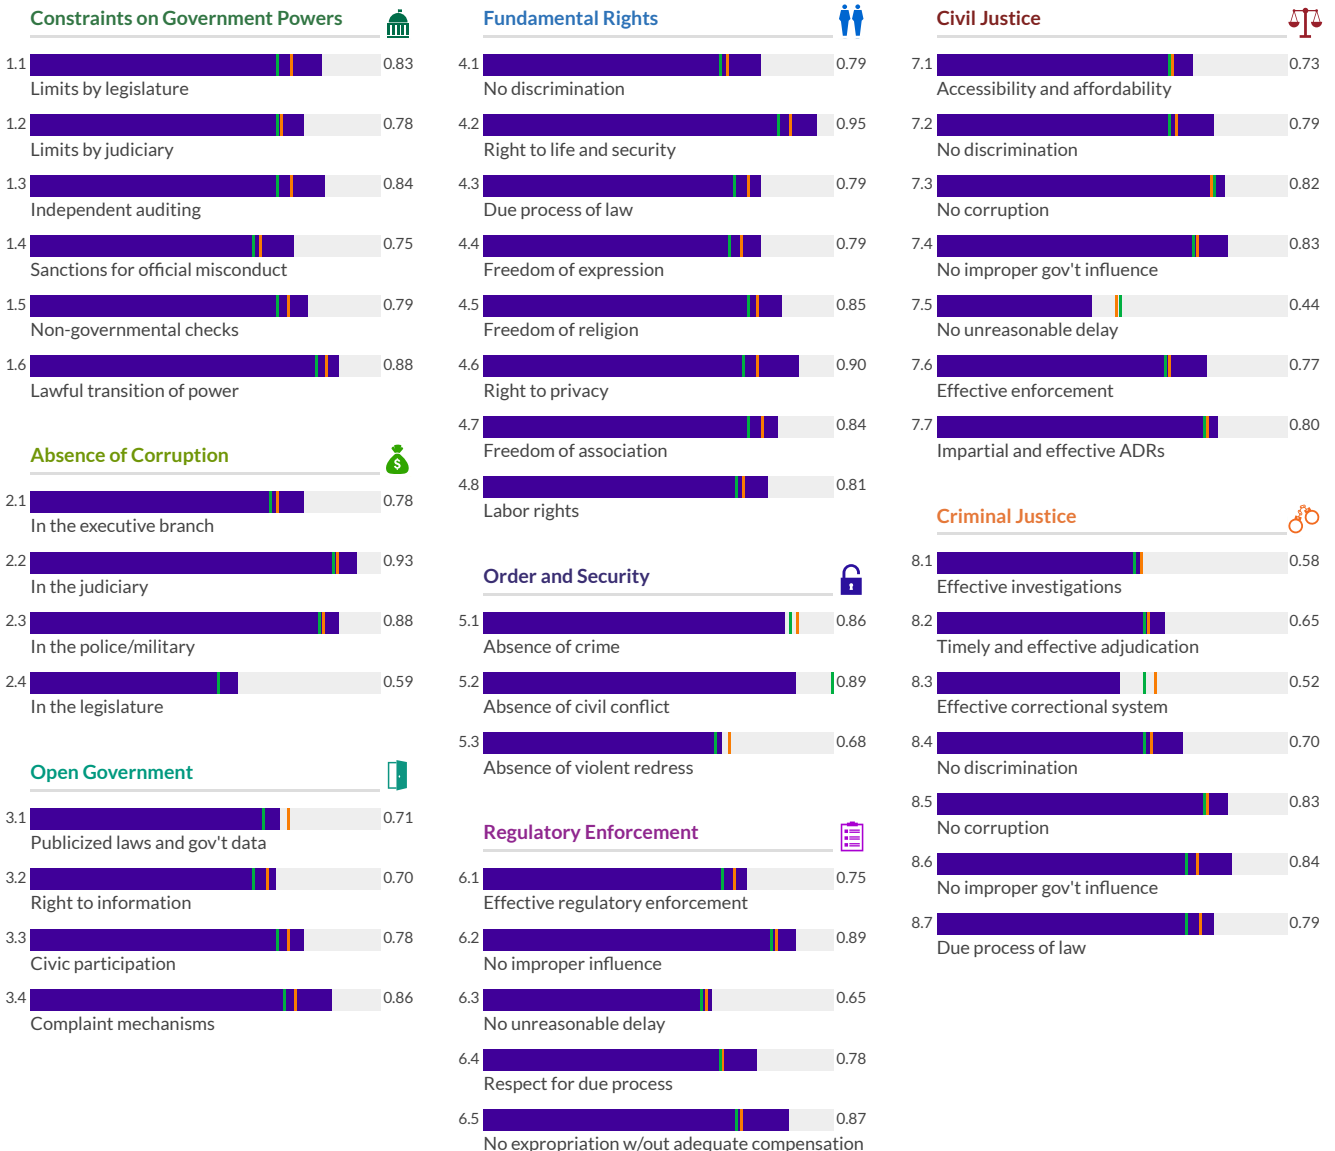 Constraints on Government Powers
1.1 0.83
Limits by legislature
1.2 0.78
Limits by judiciary
1.3 0.84
Independent auditing
1.4 0.75
Sanctions for official misconduct
1.5 0.79
Non-governmental checks
1.6 0.88
Lawful transition of power
Absence of Corruption
$
2.1 0.78
In the executive branch
2.2 0.93
In the judiciary
2.3 0.88
In the police/military
2.4 0.59
In the legislature
Open Government
3.1 0.71
Publicized laws and gov't data
3.2 0.70
Right to information
3.3 0.78
Civic participation
3.4 0.86
Complaint mechanisms
Fundamental Rights
4.1 0.79
No discrimination
4.2 0.95
Right to life and security
4.3 0.79
Due process of law
4.4 0.79
Freedom of expression
4.5 0.85
Freedom of religion
4.6 0.90
Right to privacy
4.7 0.84
Freedom of association
4.8 0.81
Labor rights
Order and Security
5.1 0.86
Absence of crime
5.2 0.89
Absence of civil conflict
5.3 0.68
Absence of violent redress
Regulatory Enforcement
6.1 0.75
Effective regulatory enforcement
6.2 0.89
No improper influence
6.3 0.65
No unreasonable delay
6.4 0.78
Respect for due process
6.5 0.87
No expropriation w/out adequate compensation
Civil Justice
7.1 0.73
Accessibility and affordability
7.2 0.79
No discrimination
7.3 0.82
No corruption
7.4 0.83
No improper gov't influence
7.5 0.44
No unreasonable delay
7.6 0.77
Effective enforcement
7.7 0.80
Impartial and effective ADRs
Criminal Justice
8.1 0.58
Effective investigations
8.2 0.65
Timely and effective adjudication
8.3 0.52
Effective correctional system
8.4 0.70
No discrimination
8.5 0.83
No corruption
8.6 0.84
No improper gov't influence
8.7 0.79
Due process of law